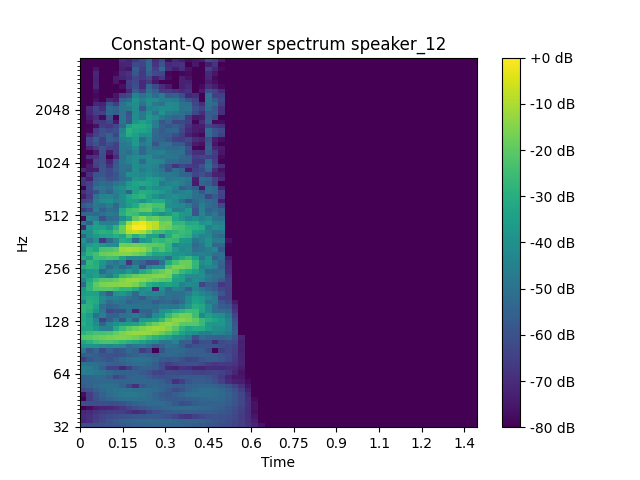 Constant-Q power spectrum speaker_12
Hz
2048
1024
512
256
128
64
32
0 0.15 0.3 0.45 0.6 0.75 0.9 1.1 1.2 1.4
Time
+0 dB
-10 dB
-20 dB
-30 dB
-40 dB
-50 dB
-60 dB
-70 dB
-80 dB